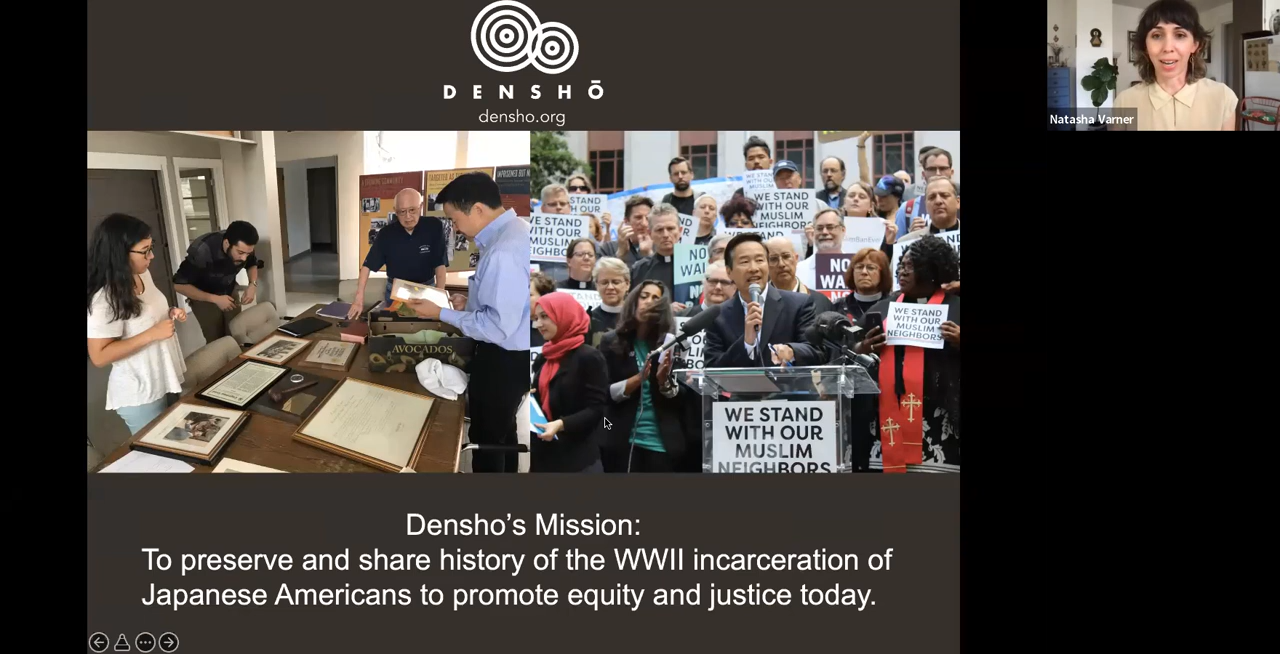 DENSHŌ
densho.org
Natasha Varner
AVOCADOS
WE STAND
WITH OUR
MUSLIM
NEIGHBORS
WE STAND
WITH OUR
MUSLIM
WE STAND
WITH OUR
MUSLIM
NEIGHBORS
WE STAND
WITH OUR
MUSLIM
NEIGHBORS
Densho's Mission:
To preserve and share history of the WWII incarceration of
Japanese Americans to promote equity and justice today.